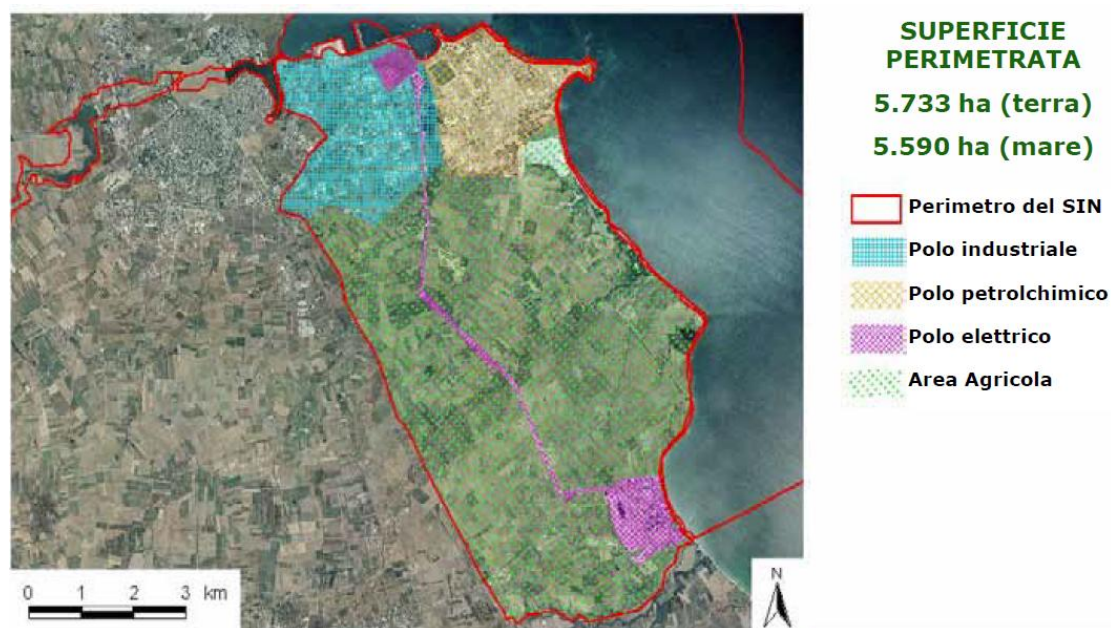 SUPERFICIE
PERIMETRATA
5.733 ha (terra)
5.590 ha (mare)
Perimetro del SIN
Polo industriale
Polo petrolchimico
Polo elettrico
Area Agricola
0 1 2 3 km
N